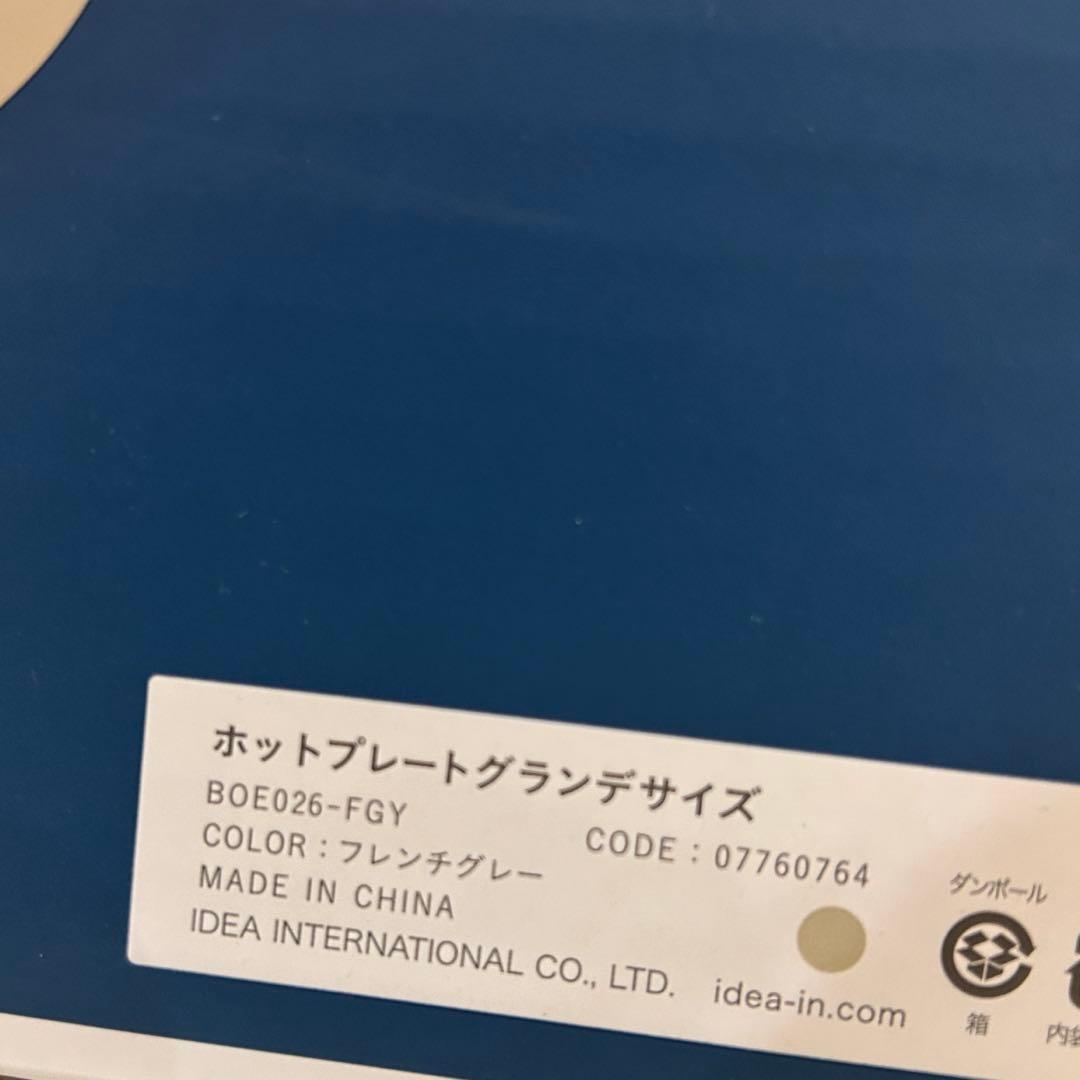 ホットプレートグランデサイズ
BOE026-FGY
CODE：07760764
COLOR：フレンチグレー
MADE IN CHINA
IDEA INTERNATIONAL CO., LTD.
idea-in.com
ダンボール
箱
内袋